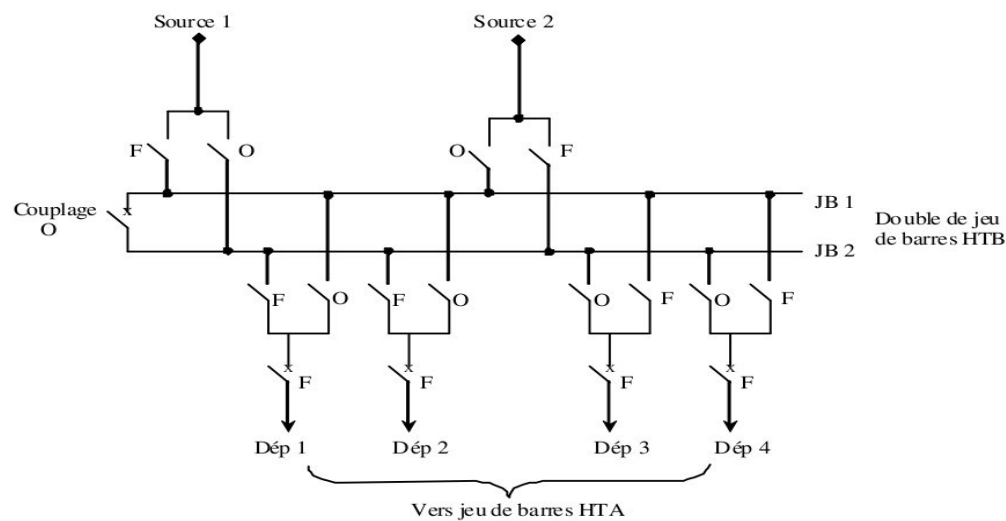 Source 1
Source 2
F
O
O
F
Couplage
O
JB 1
JB 2
Double de jeu
de barres HTB
F
O
F
O
O
F
O
F
x
F
x
F
x
F
x
F
x
Dép 1
Dép 2
Dép 3
Dép 4
Vers jeu de barres HTA